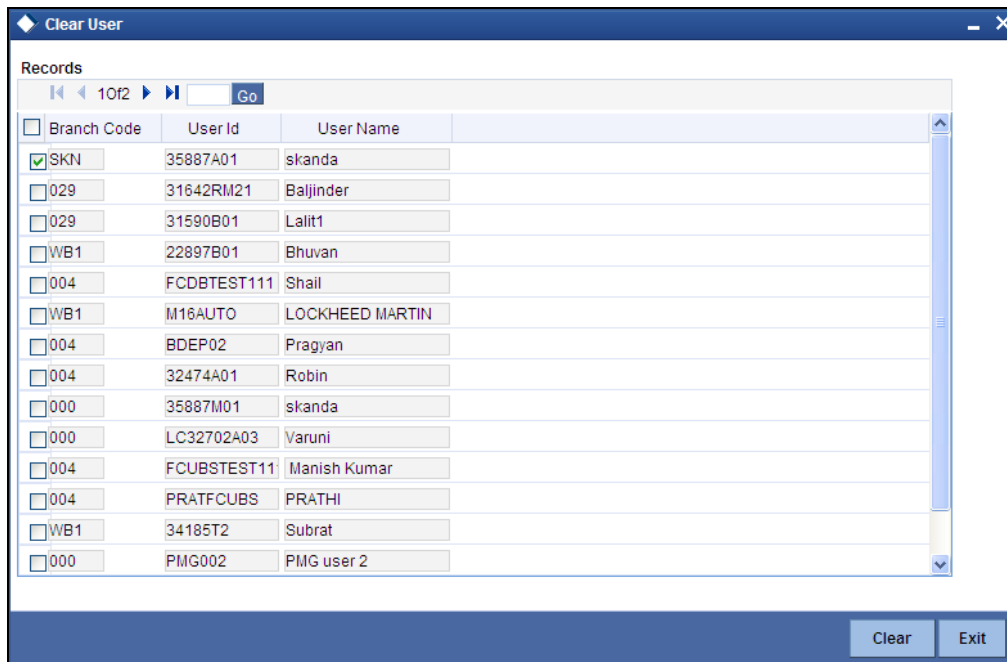 Clear User
Records
1Of2 Go
Branch Code User Id User Name
SKN 35887A01 skanda
029 31642RM21 Baljinder
029 31590B01 Lalit1
WB1 22897B01 Bhuvan
004 FCDBTEST111 Shail
WB1 M16AUTO LOCKHEED MARTIN
004 BDEP02 Pragyan
004 32474A01 Robin
000 35887M01 skanda
000 LC32702A03 Varuni
004 FCUBSTEST11 Manish Kumar
004 PRATFCUBS PRATHI
WB1 34185T2 Subrat
000 PMG002 PMG user 2
Clear Exit